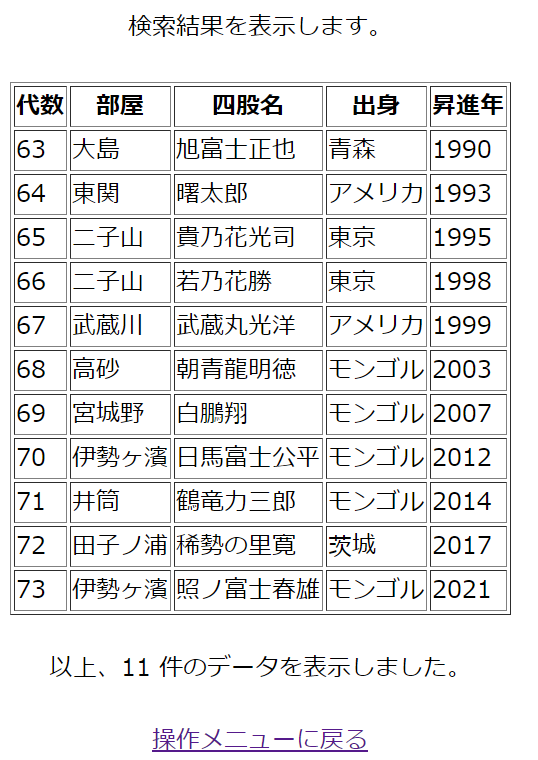 検索結果を表示します。
代数 部屋 四股名 出身 昇進年
63 大島 旭富士正也 青森 1990
64 東関 曙太郎 アメリカ 1993
65 二子山 貴乃花光司 東京 1995
66 二子山 若乃花勝 東京 1998
67 武蔵川 武蔵丸光洋 アメリカ 1999
68 高砂 朝青龍明徳 モンゴル 2003
69 宮城野 白鵬翔 モンゴル 2007
70 伊勢ヶ濱 日馬富士公平 モンゴル 2012
71 井筒 鶴竜力三郎 モンゴル 2014
72 田子ノ浦 稀勢の里寛 茨城 2017
73 伊勢ヶ濱 照ノ富士春雄 モンゴル 2021
以上、11 件のデータを表示しました。
操作メニューに戻る